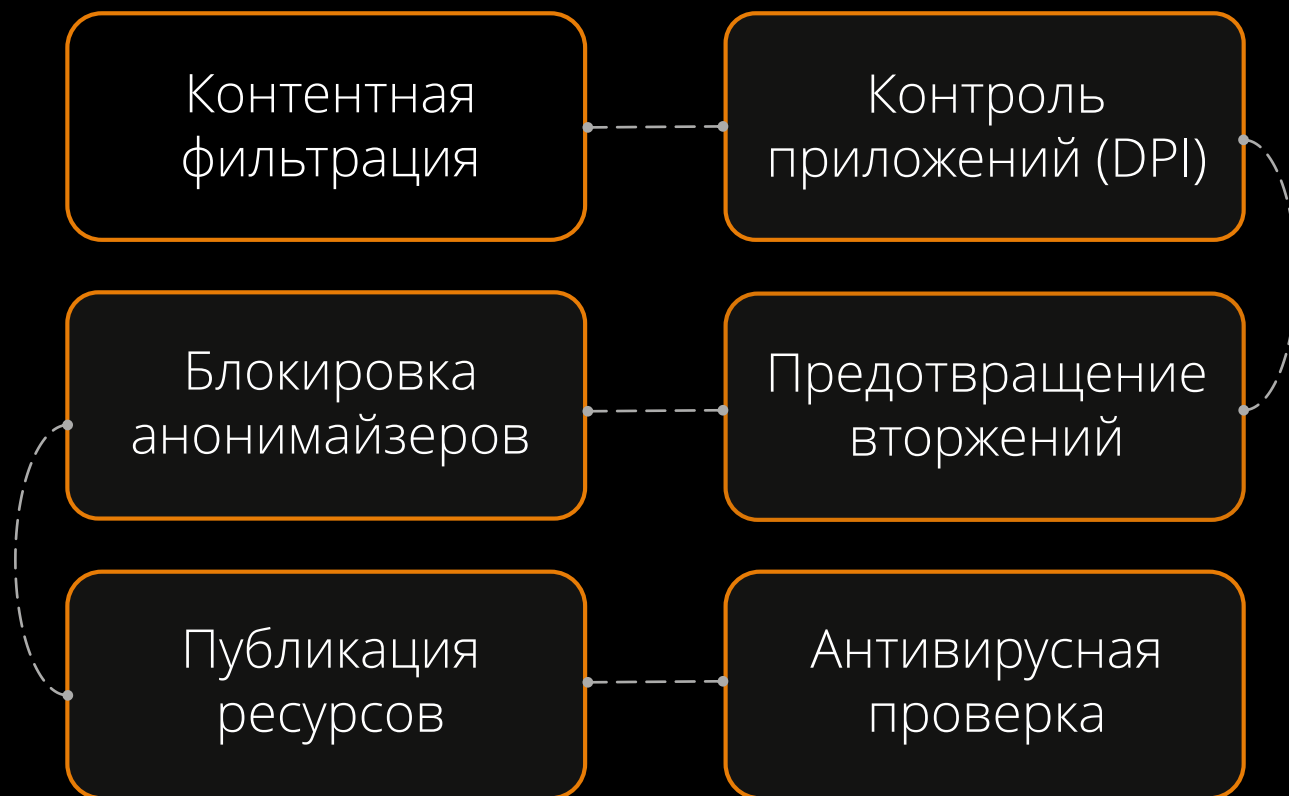 Контентная
фильтрация
Контроль
приложений (DPI)
Блокировка
анонимайзеров
Предотвращение
вторжений
Публикация
ресурсов
Антивирусная
проверка